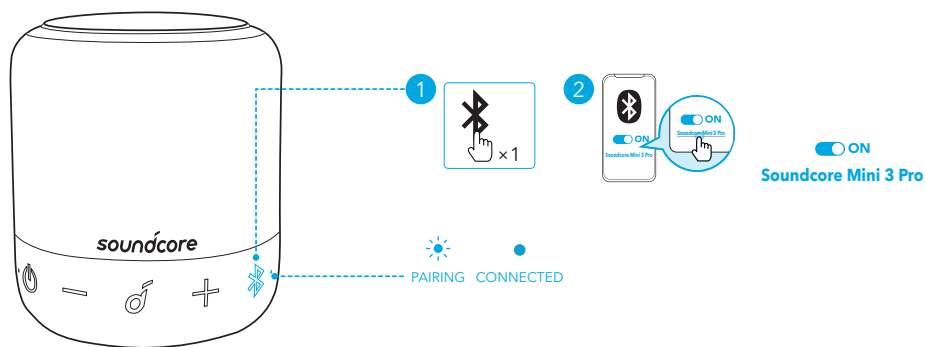 soundcore
1
×1
PAIRING CONNECTED
2
ON
Soundcore Mini 3 Pro
ON
Soundcore Mini 3 Pro
ON
Soundcore Mini 3 Pro